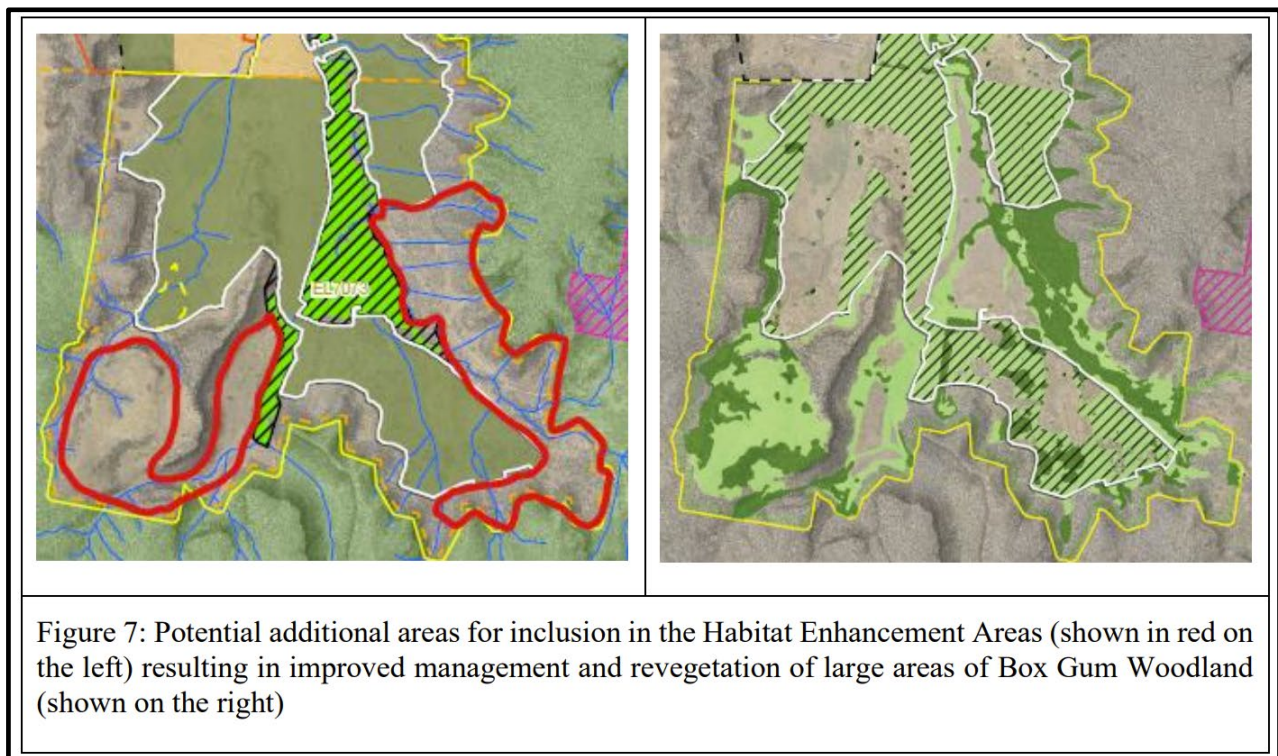 EL7073
Figure 7: Potential additional areas for inclusion in the Habitat Enhancement Areas (shown in red on
the left) resulting in improved management and revegetation of large areas of Box Gum Woodland
(shown on the right)